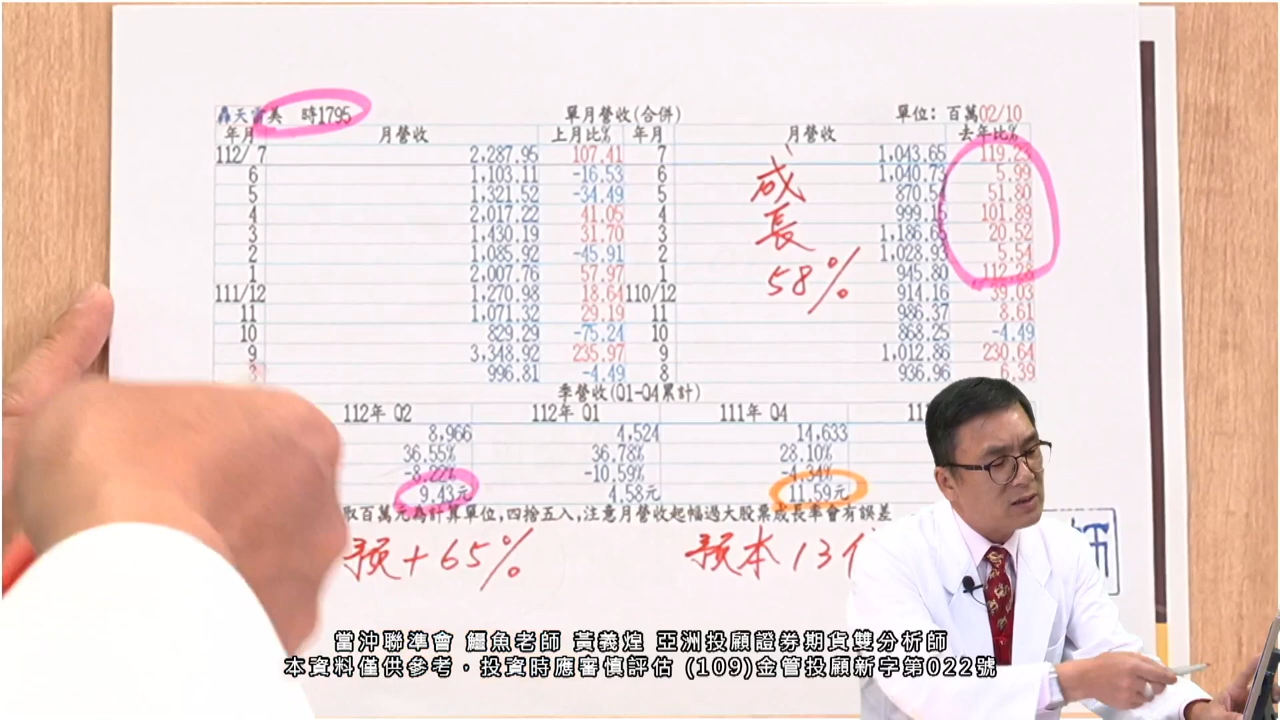 轟天雷美 時1795 單月營收(合併) 單位: 百萬02/10
年月 月營收 上月比% 年月 月營收 去年比%
112/ 7 2,287.95 107.41 7 1,043.65 119.23
6 1,103.11 -16.53 6 1,040.73 5.99
5 1,321.52 -34.49 5 870.54 51.80
4 2,017.22 41.05 4 999.15 101.89
3 1,430.19 31.70 3 1,186.6 20.52
2 1,085.92 -45.91 2 1,028.93 5.54
1 2,007.76 57.97 1 945.80 112.28
111/12 1,270.98 18.64 110/12 914.16 39.03
11 1,071.32 29.19 11 986.37 8.61
10 829.29 -75.24 10 868.25 -4.49
9 3,348.92 235.97 9 1,012.86 230.64
8 996.81 -4.49 8 936.96 6.39
成長58%
季營收(Q1-Q4累計)
112年 Q2 112年 Q1 111年 Q4 11
8,966 4,524 14,633
36.55% 36.78% 28.10%
-8.22% -10.59% -4.34%
9.43元 4.58元 11.59元
取百萬元為計算單位,四捨五入,注意月營收起幅過大股票成長率會有誤差
預+65% 預本13
師
當沖聯準會 鱷魚老師 黃義煌 亞洲投顧證券期貨雙分析師
本資料僅供參考，投資時應審慎評估 (109)金管投顧新字第022號